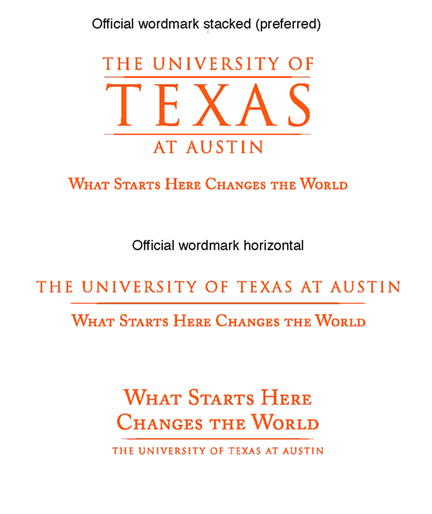 Official wordmark stacked (preferred)
THE UNIVERSITY OF
TEXAS
AT AUSTIN
WHAT STARTS HERE CHANGES THE WORLD
Official wordmark horizontal
THE UNIVERSITY OF TEXAS AT AUSTIN
WHAT STARTS HERE CHANGES THE WORLD
WHAT STARTS HERE
CHANGES THE WORLD
THE UNIVERSITY OF TEXAS AT AUSTIN